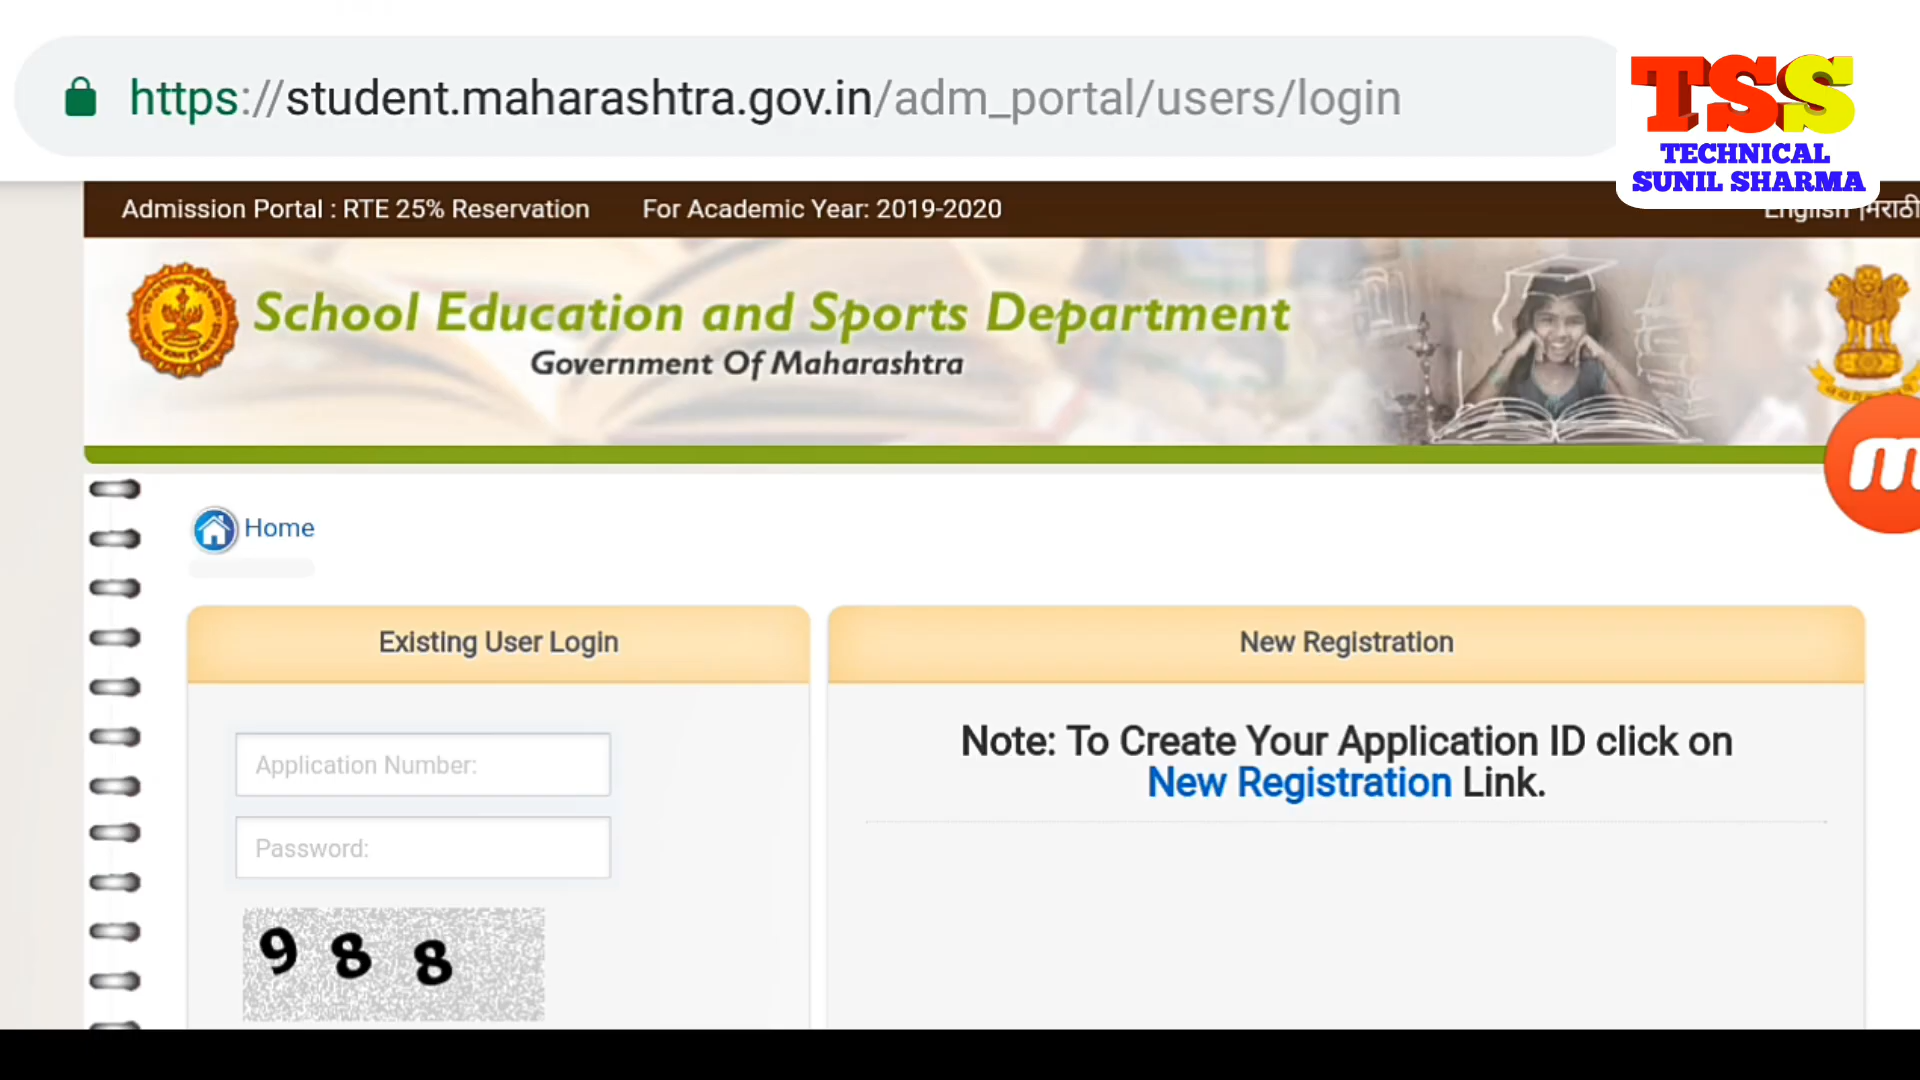 https://student.maharashtra.gov.in/adm_portal/users/login
TSS
TECHNICAL
SUNIL SHARMA
Admission Portal : RTE 25% Reservation For Academic Year: 2019-2020 English |मराठी
School Education and Sports Department
Government Of Maharashtra
Home
Existing User Login
New Registration
Application Number:
Password:
Note: To Create Your Application ID click on
New Registration Link.
9 8 8